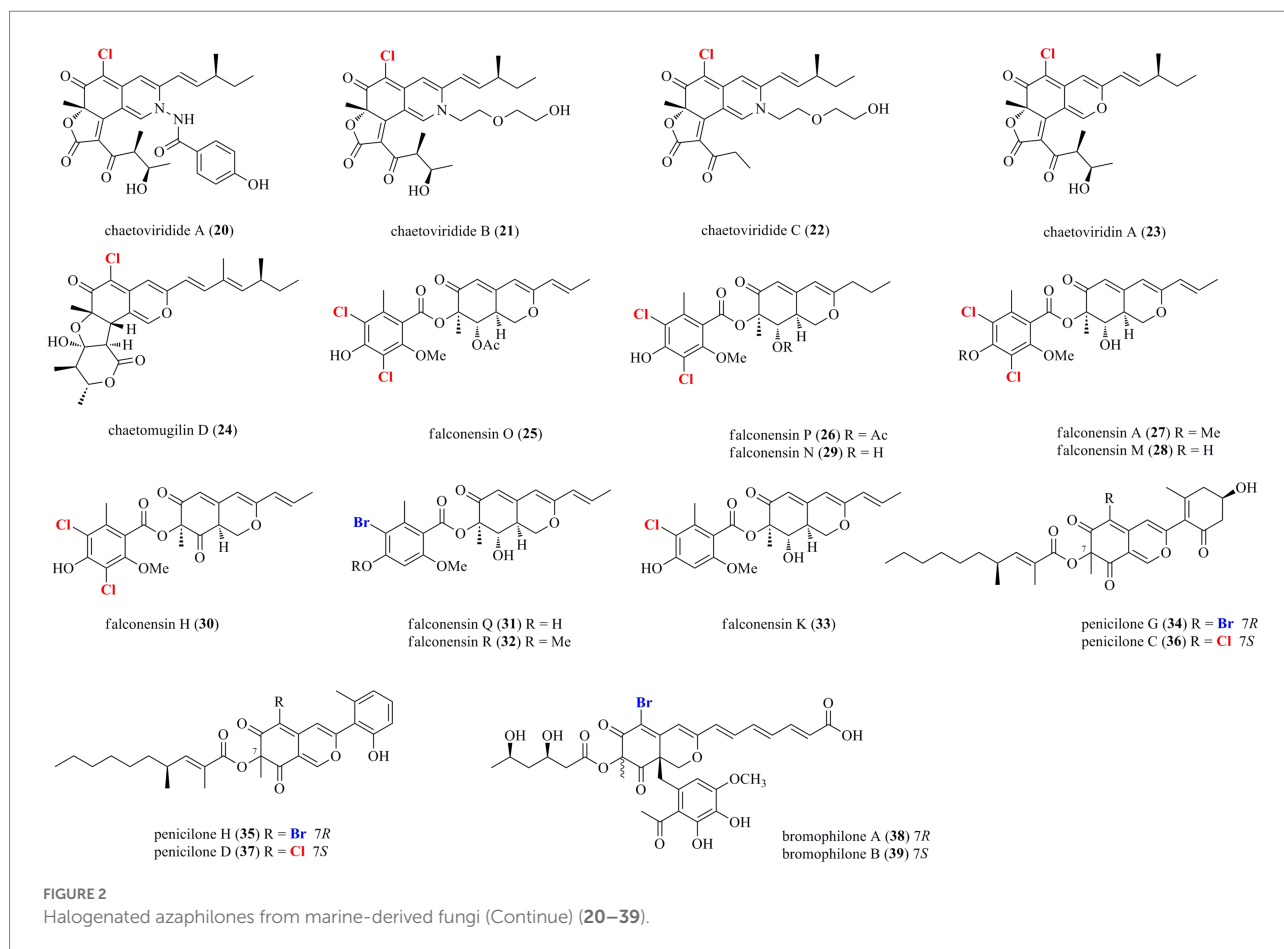 chaetoviridide A (20)
chaetoviridide B (21)
chaetoviridide C (22)
chaetoviridin A (23)
chaetomugilin D (24)
falconensin O (25)
falconensin P (26) R = Ac
falconensin N (29) R = H
falconensin A (27) R = Me
falconensin M (28) R = H
falconensin H (30)
falconensin Q (31) R = H
falconensin R (32) R = Me
falconensin K (33)
penicilone G (34) R = Br 7R
penicilone C (36) R = Cl 7S
penicilone H (35) R = Br 7R
penicilone D (37) R = Cl 7S
bromophilone A (38) 7R
bromophilone B (39) 7S
FIGURE 2
Halogenated azaphilones from marine-derived fungi (Continue) (20–39).